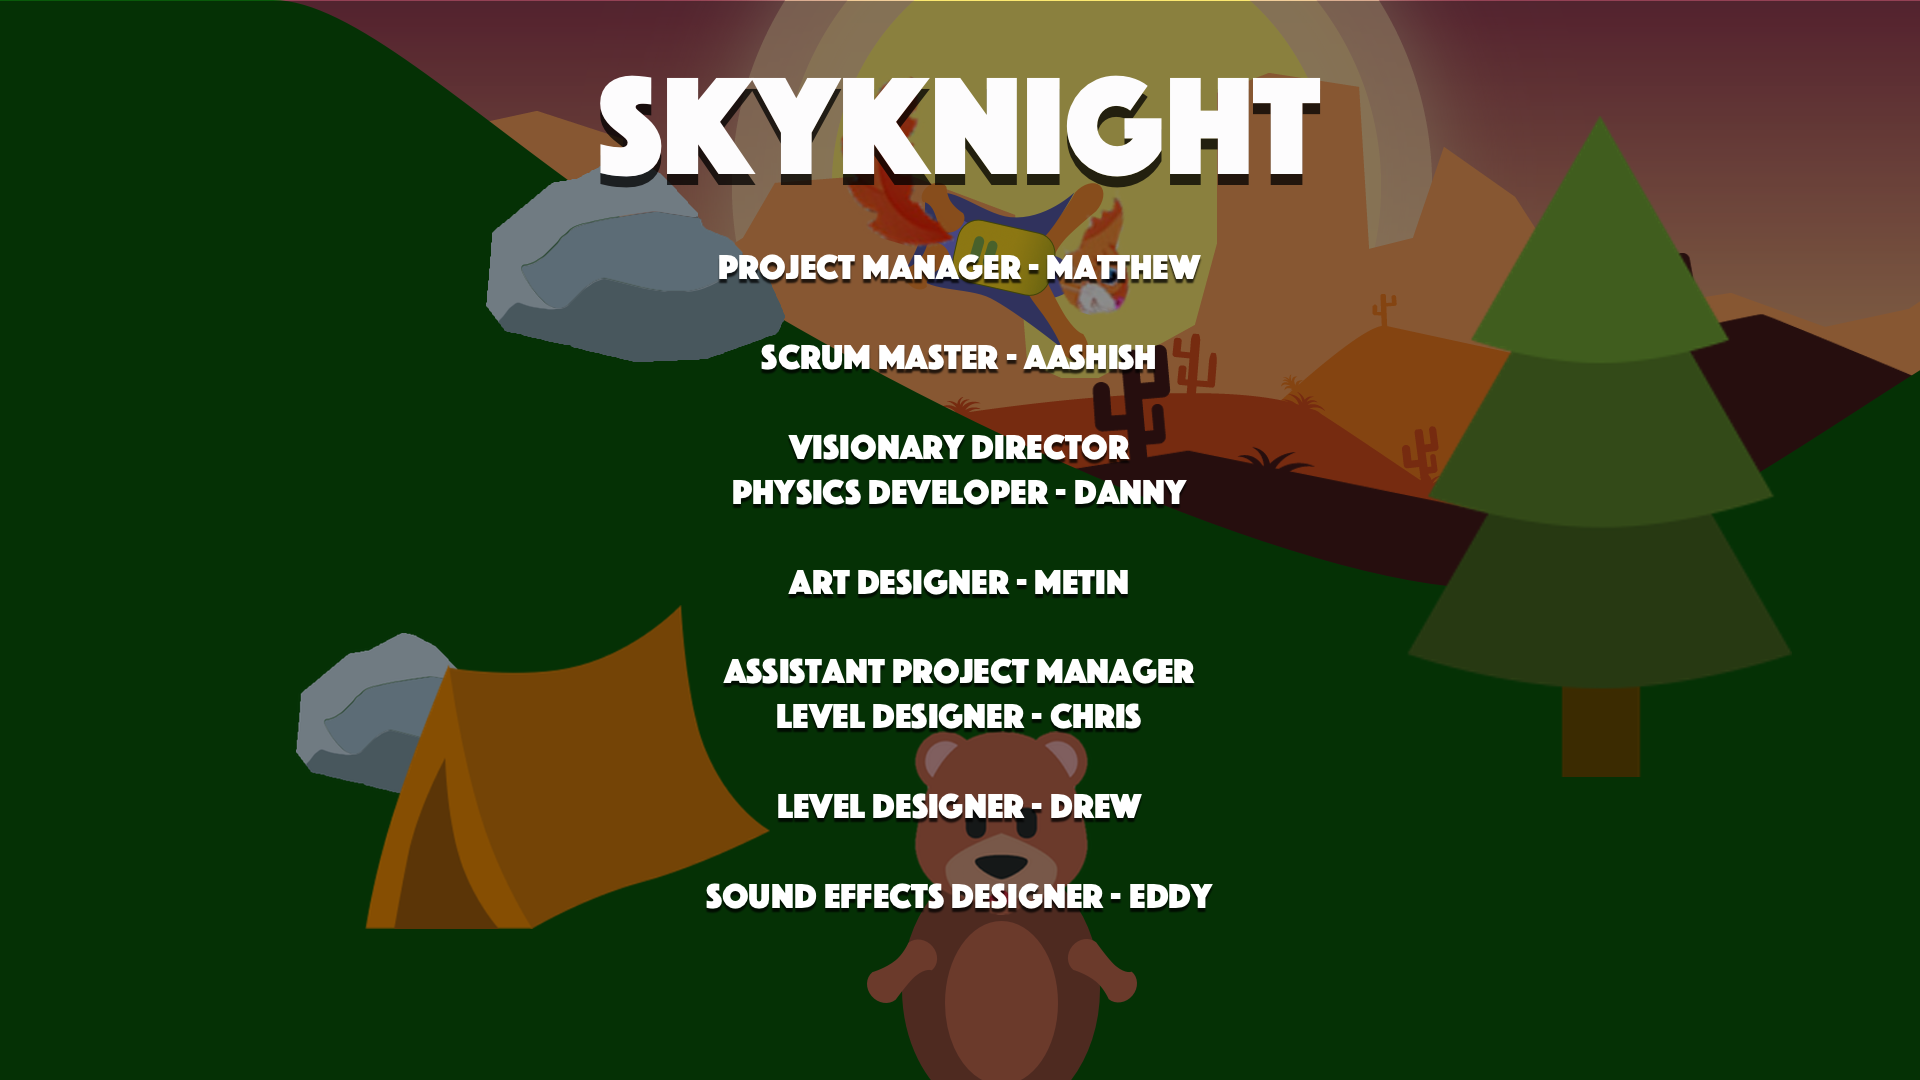 SKYKNIGHT
PROJECT MANAGER - MATTHEW
SCRUM MASTER - AASHISH
VISIONARY DIRECTOR
PHYSICS DEVELOPER - DANNY
ART DESIGNER - METIN
ASSISTANT PROJECT MANAGER
LEVEL DESIGNER - CHRIS
LEVEL DESIGNER - DREW
SOUND EFFECTS DESIGNER - EDDY